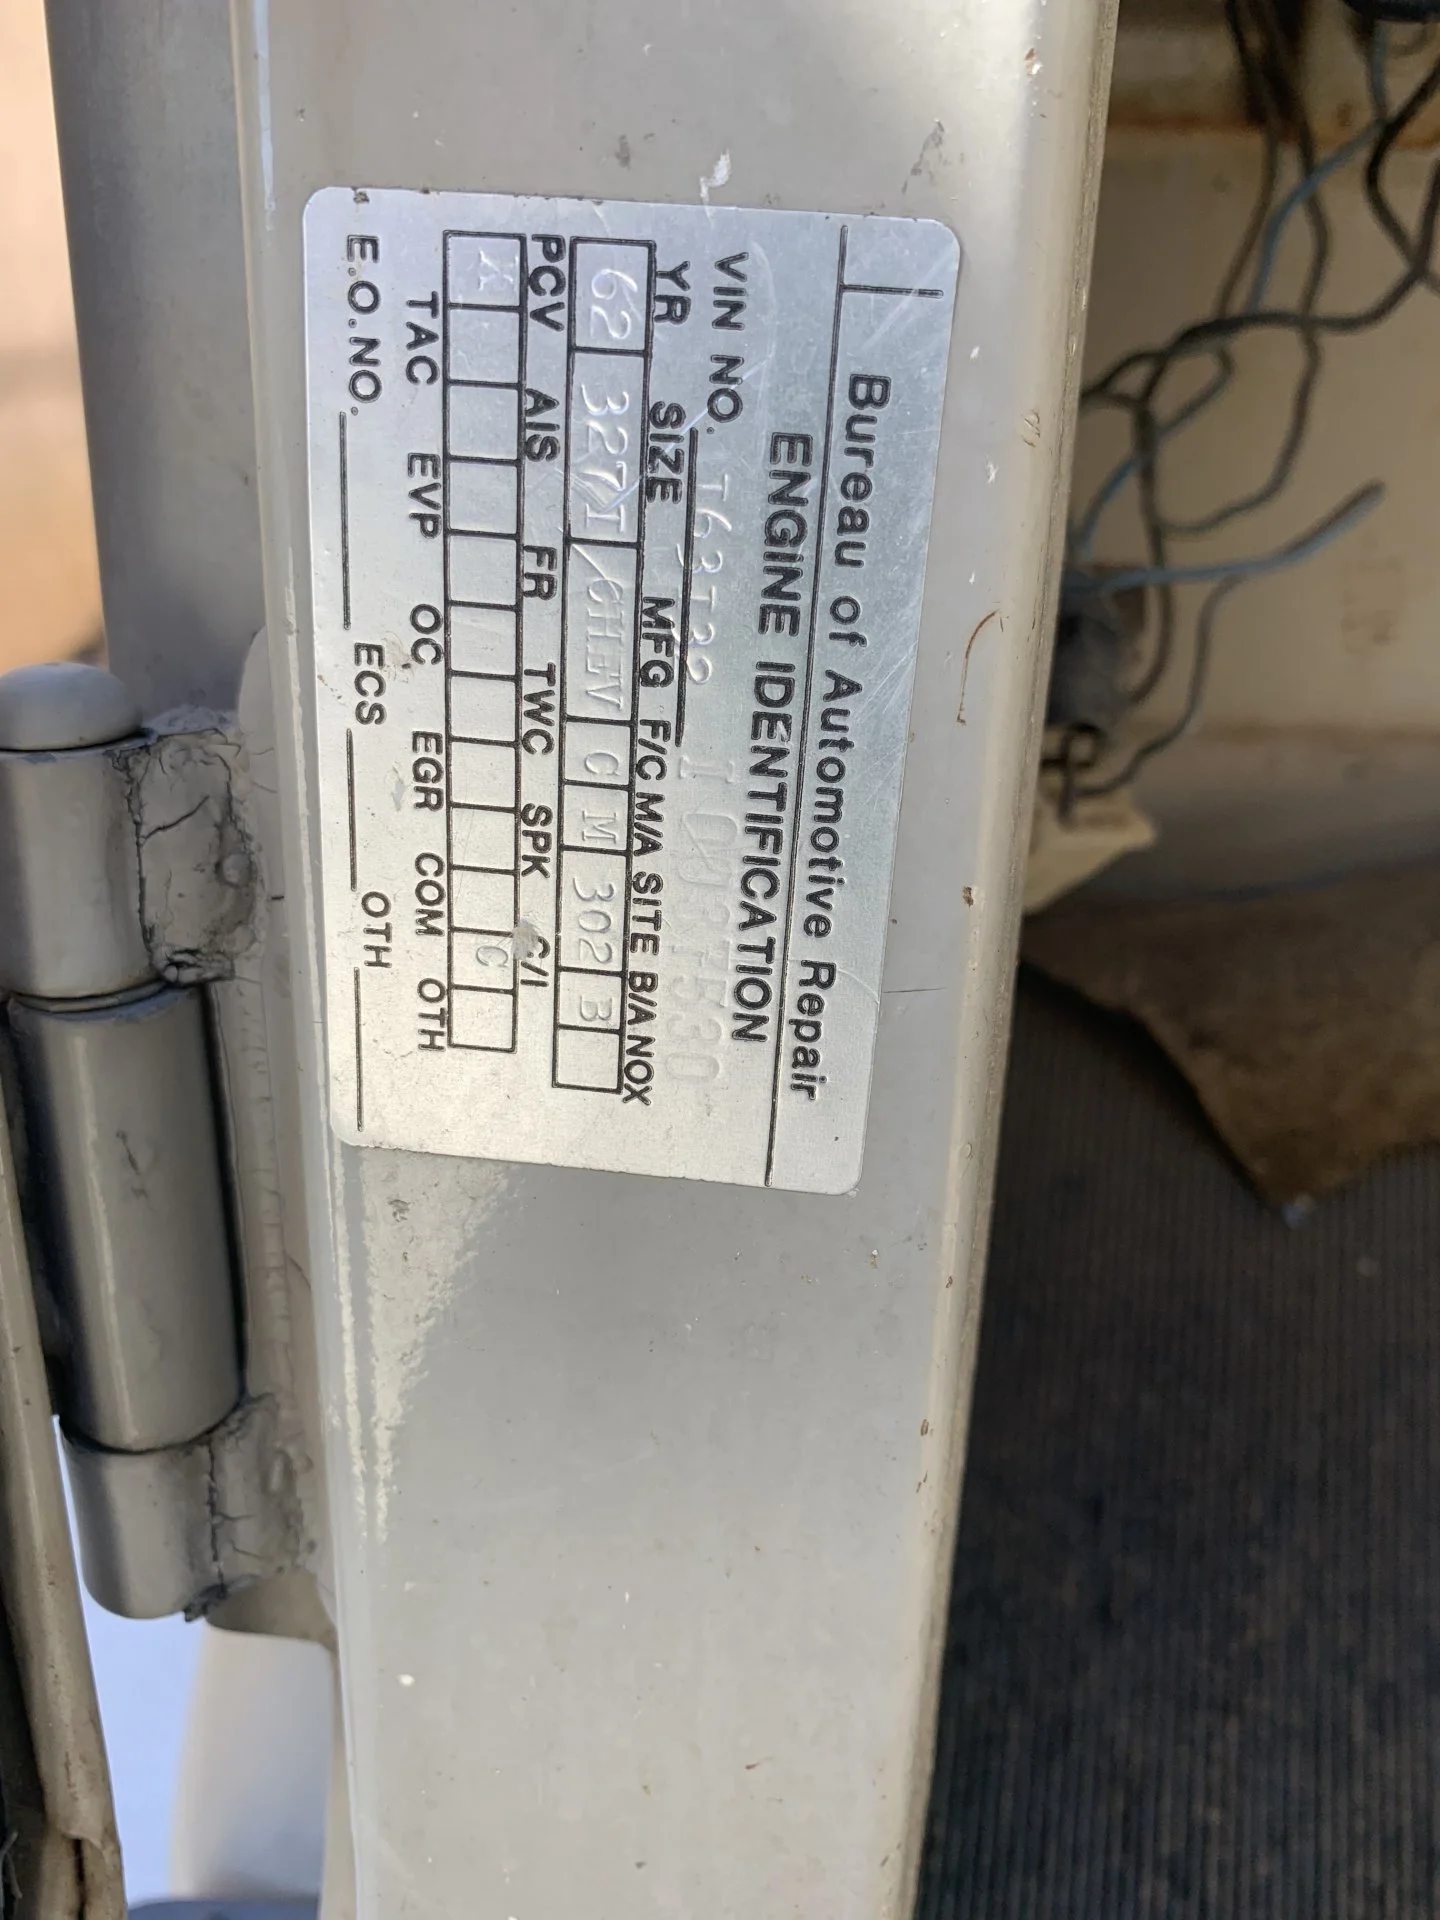 Bureau of Automotive Repair
ENGINE IDENTIFICATION
VIN NO.
YR SIZE MFG F/C M/A SITE B/A NOX
62 327I/CHEV C M 302 B
PCV AIS FR TWC SPK C/I
X C
TAC EVP OC EGR COM OTH
E.O.NO. ECS OTH